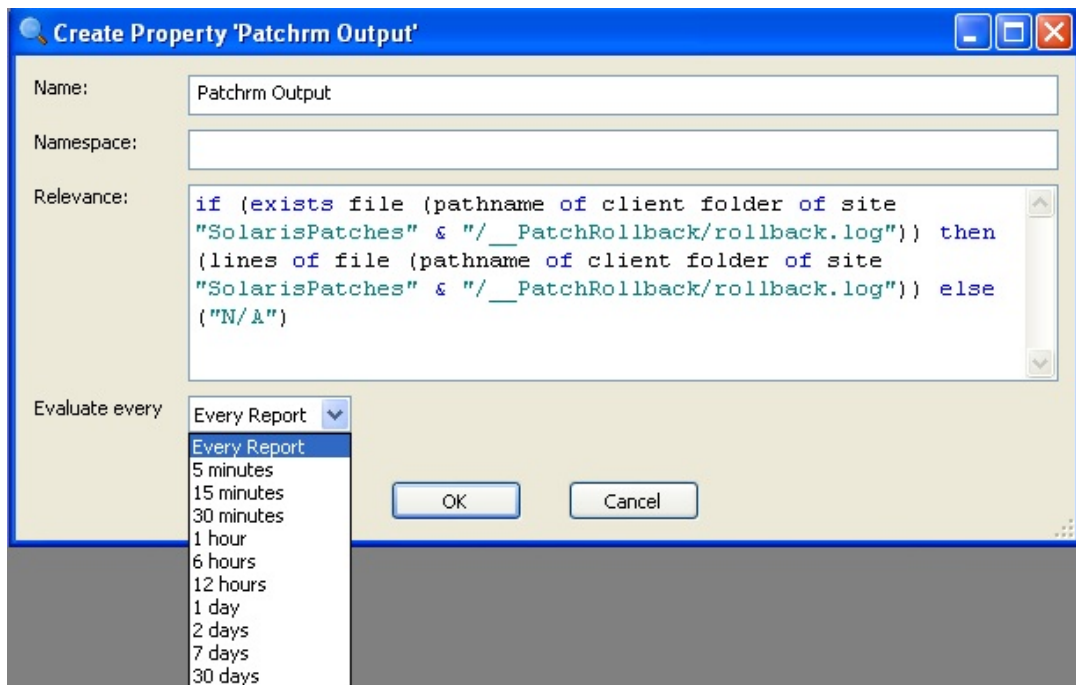 Create Property 'Patchrm Output'
Name:
Patchrm Output
Namespace:
Relevance:
if (exists file (pathname of client folder of site
"SolarisPatches" & "/__PatchRollback/rollback.log")) then
(lines of file (pathname of client folder of site
"SolarisPatches" & "/__PatchRollback/rollback.log")) else
("N/A")
Evaluate every
Every Report
Every Report
5 minutes
15 minutes
30 minutes
1 hour
6 hours
12 hours
1 day
2 days
7 days
30 days
OK
Cancel